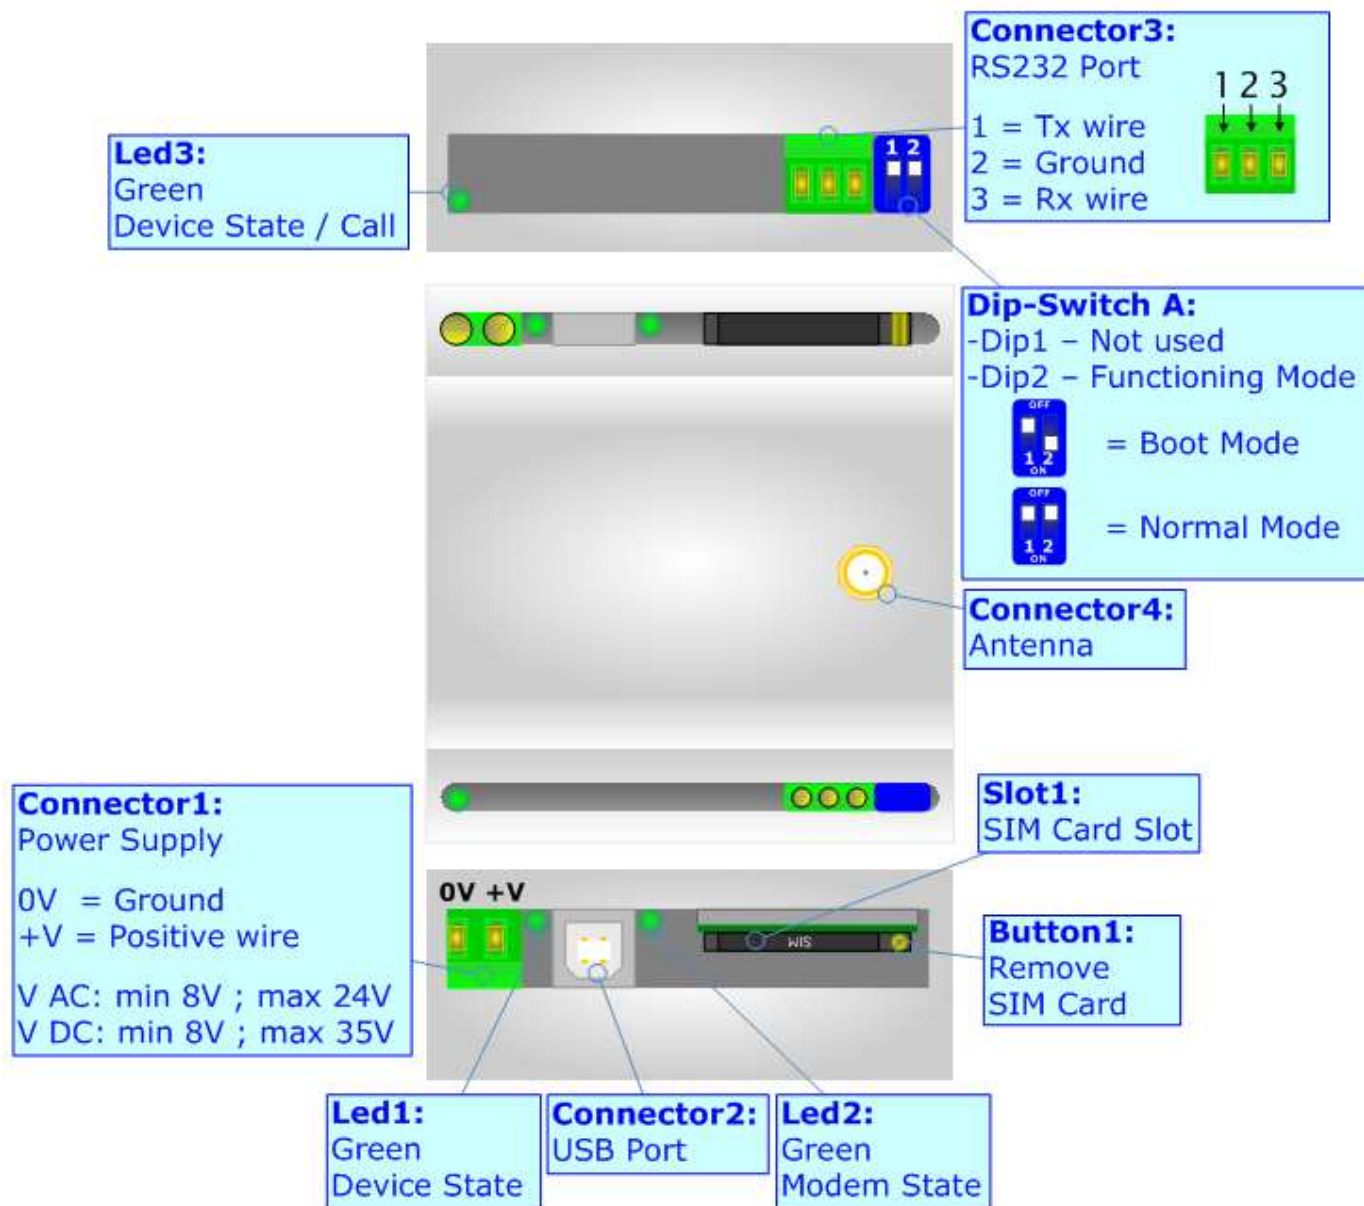 Connector3:
RS232 Port
1 2 3
1 = Tx wire
2 = Ground
3 = Rx wire
Led3:
Green
Device State / Call
1 2
Dip-Switch A:
-Dip1 – Not used
-Dip2 – Functioning Mode
OFF
1 2
ON
= Boot Mode
OFF
1 2
ON
= Normal Mode
Connector4:
Antenna
Connector1:
Power Supply
0V = Ground
+V = Positive wire
V AC: min 8V ; max 24V
V DC: min 8V ; max 35V
Slot1:
SIM Card Slot
0V +V
SIM
Button1:
Remove
SIM Card
Led1:
Green
Device State
Connector2:
USB Port
Led2:
Green
Modem State